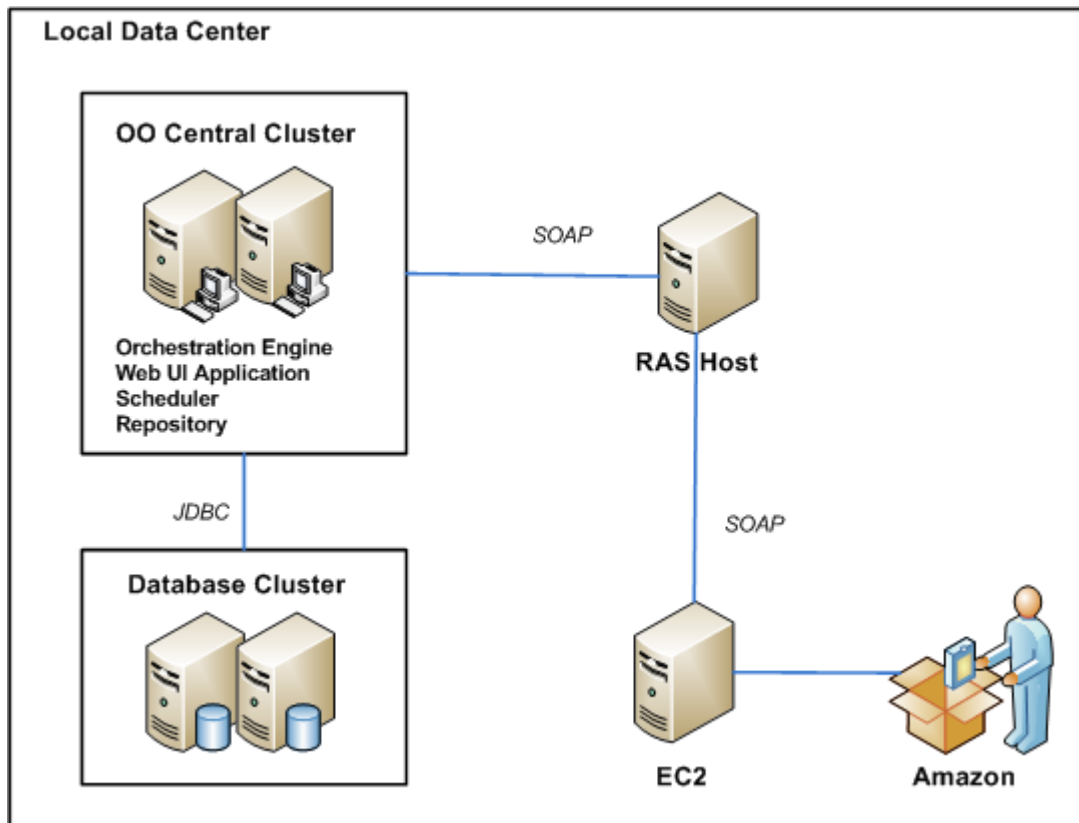 Local Data Center
OO Central Cluster
SOAP
Orchestration Engine
Web UI Application
Scheduler
Repository
RAS Host
JDBC
SOAP
Database Cluster
EC2
Amazon